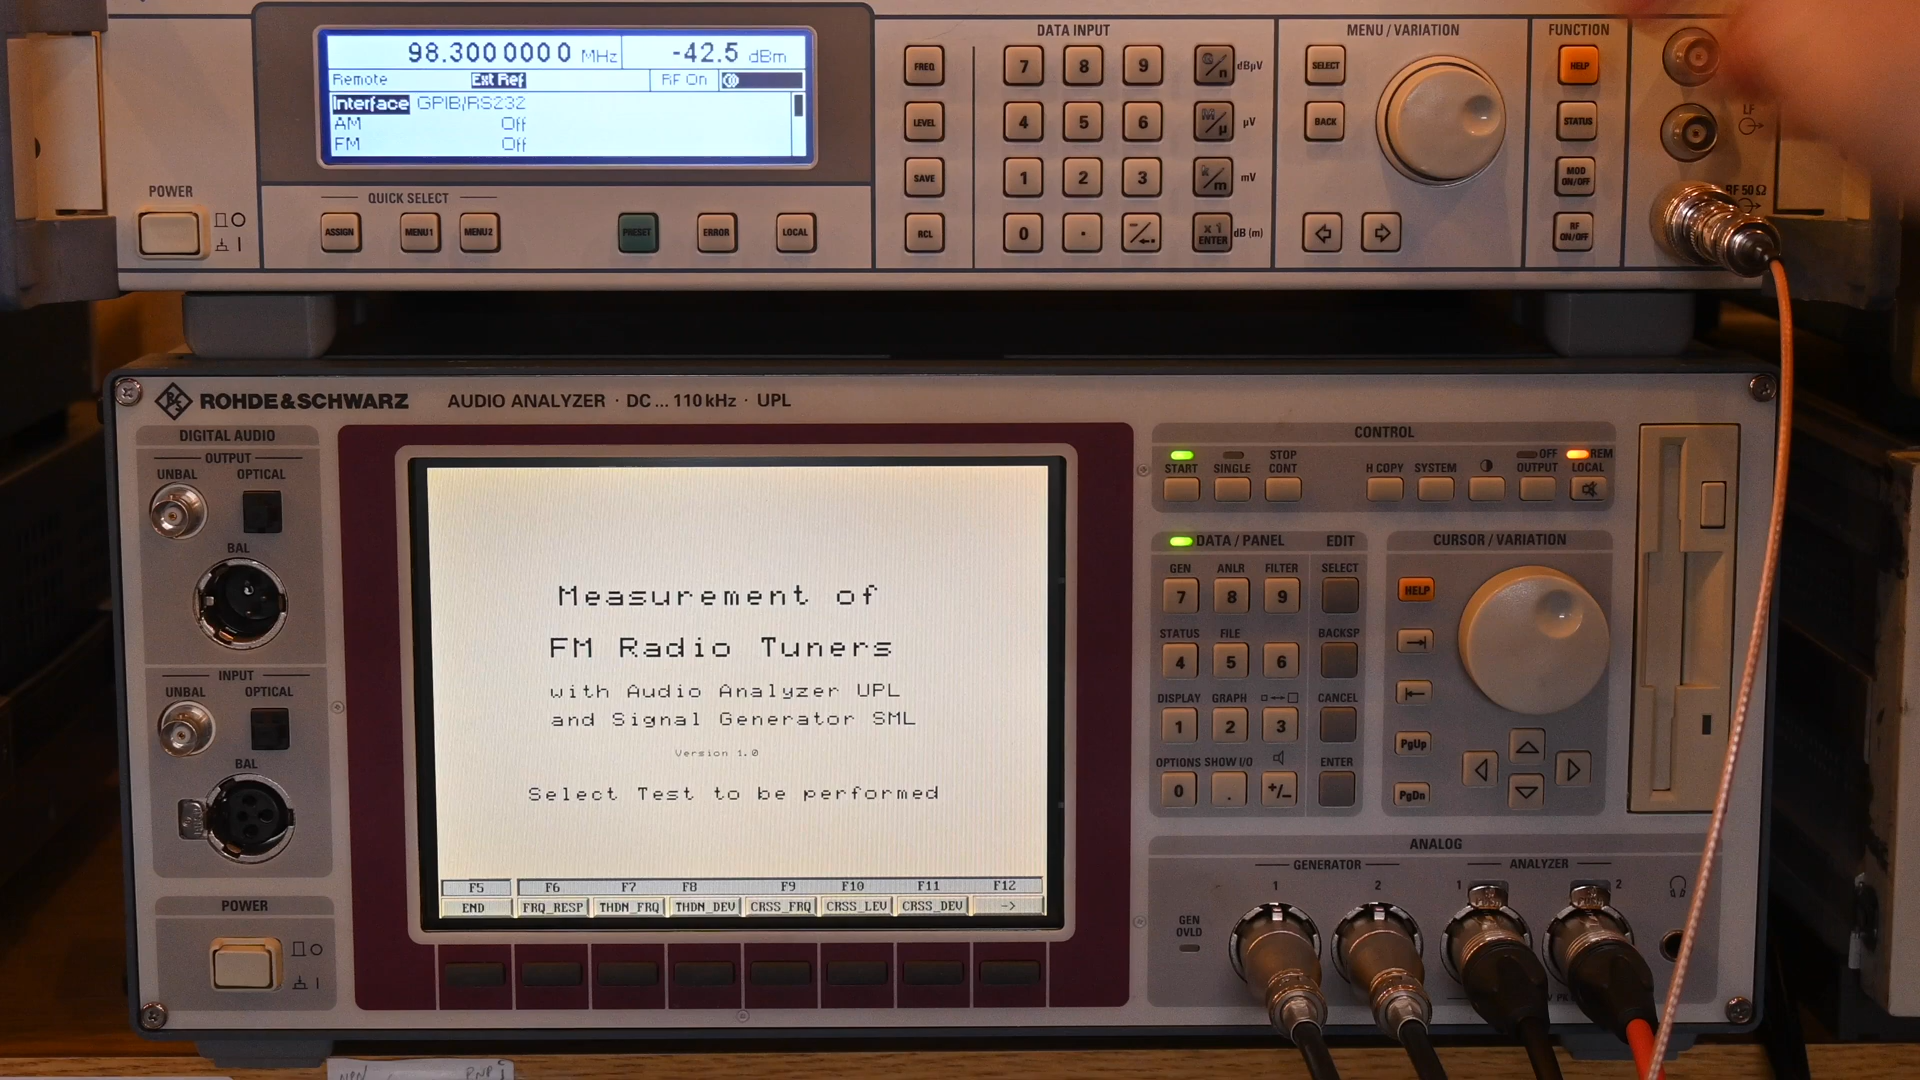 98.3000000 MHz -42.5 dBm
Remote Ext Ref RF On
Interface GPIB/RS232
AM Off
FM Off
POWER
QUICK SELECT
ASSIGN MENU1 MENU2 PRESET ERROR LOCAL
DATA INPUT
FREQ 7 8 9 G/n dBµV
LEVEL 4 5 6 M/µ µV
SAVE 1 2 3 k/m mV
RCL 0 . -/←. x1 ENTER dB (m)
MENU / VARIATION
SELECT
BACK
FUNCTION
HELP
STATUS
MOD ON/OFF
RF ON/OFF
LF
RF 50 Ω
ROHDE&SCHWARZ AUDIO ANALYZER · DC ... 110 kHz · UPL
DIGITAL AUDIO
OUTPUT
UNBAL OPTICAL
BAL
INPUT
UNBAL OPTICAL
BAL
POWER
Measurement of
FM Radio Tuners
with Audio Analyzer UPL
and Signal Generator SML
Version 1.0
Select Test to be performed
F5 F6 F7 F8 F9 F10 F11 F12
END FRQ_RESP THDN_FRQ THDN_DEV CRSS_FRQ CRSS_LEV CRSS_DEV ->
CONTROL
START SINGLE STOP CONT H COPY SYSTEM OFF OUTPUT REM LOCAL
DATA / PANEL EDIT
GEN ANLR FILTER SELECT
7 8 9
STATUS FILE BACKSP
4 5 6
DISPLAY GRAPH CANCEL
1 2 3
OPTIONS SHOW I/O ENTER
0 . +/-
CURSOR / VARIATION
HELP
PgUp
PgDn
ANALOG
GENERATOR ANALYZER
1 2 1 2
GEN OVLD
PUSH PUSH
NPN PNP